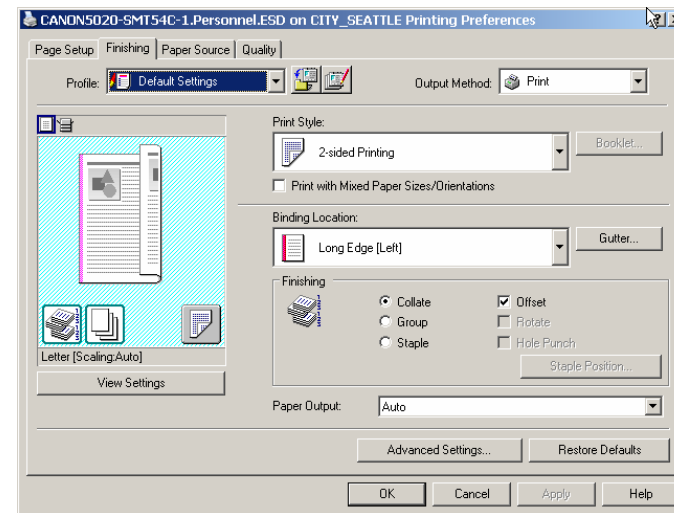 CANON5020-SMT54C-1.Personnel.ESD on CITY_SEATTLE Printing Preferences
Page Setup Finishing Paper Source Quality
Profile: Default Settings Output Method: Print
Print Style:
2-sided Printing Booklet...
Print with Mixed Paper Sizes/Orientations
Binding Location:
Long Edge [Left] Gutter...
Finishing
Collate Offset
Group Rotate
Staple Hole Punch
Staple Position...
Letter [Scaling:Auto]
View Settings
Paper Output: Auto
Advanced Settings... Restore Defaults
OK Cancel Apply Help